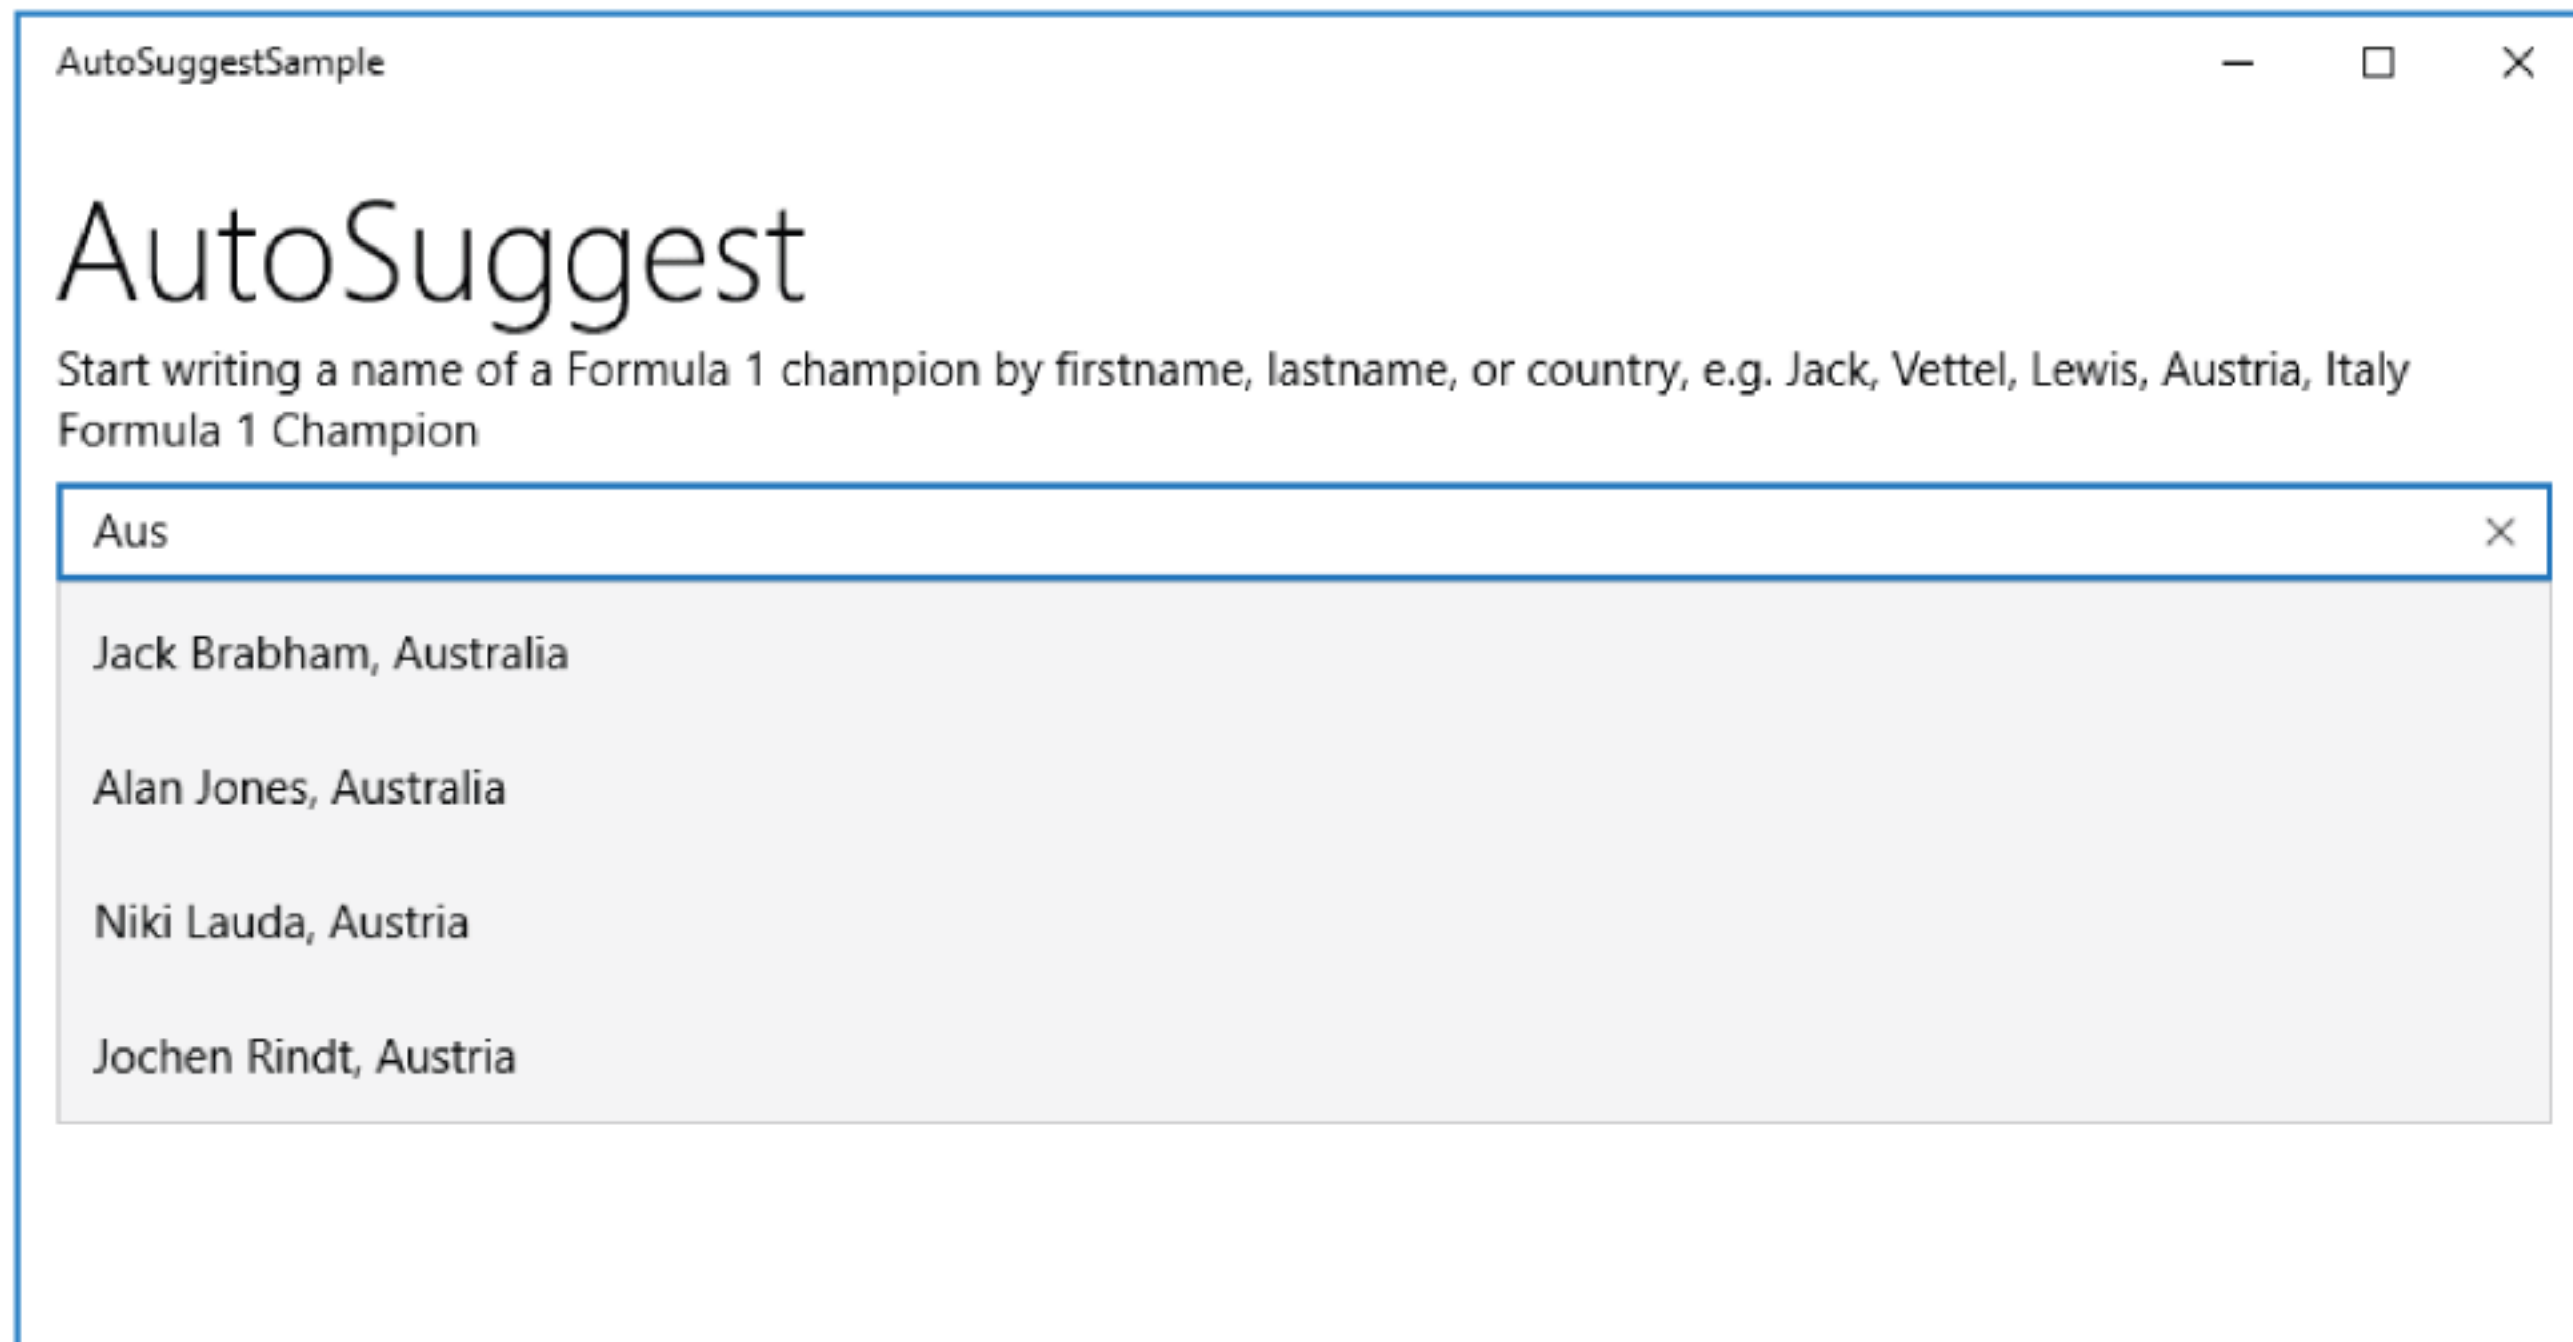 AutoSuggestSample
AutoSuggest
Start writing a name of a Formula 1 champion by firstname, lastname, or country, e.g. Jack, Vettel, Lewis, Austria, Italy
Formula 1 Champion
Aus
Jack Brabham, Australia
Alan Jones, Australia
Niki Lauda, Austria
Jochen Rindt, Austria